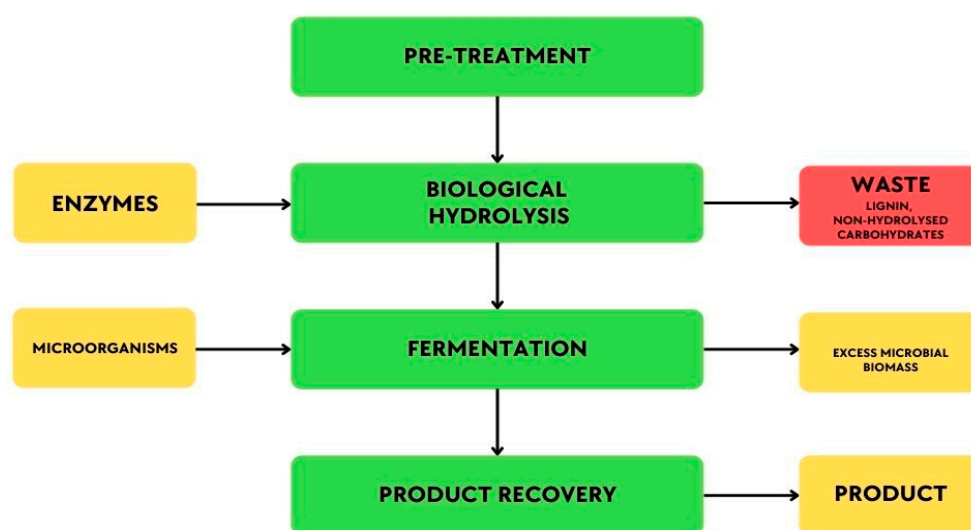 PRE-TREATMENT
ENZYMES
BIOLOGICAL
HYDROLYSIS
WASTE
LIGNIN,
NON-HYDROLYSED
CARBOHYDRATES
MICROORGANISMS
FERMENTATION
EXCESS MICROBIAL
BIOMASS
PRODUCT RECOVERY
PRODUCT